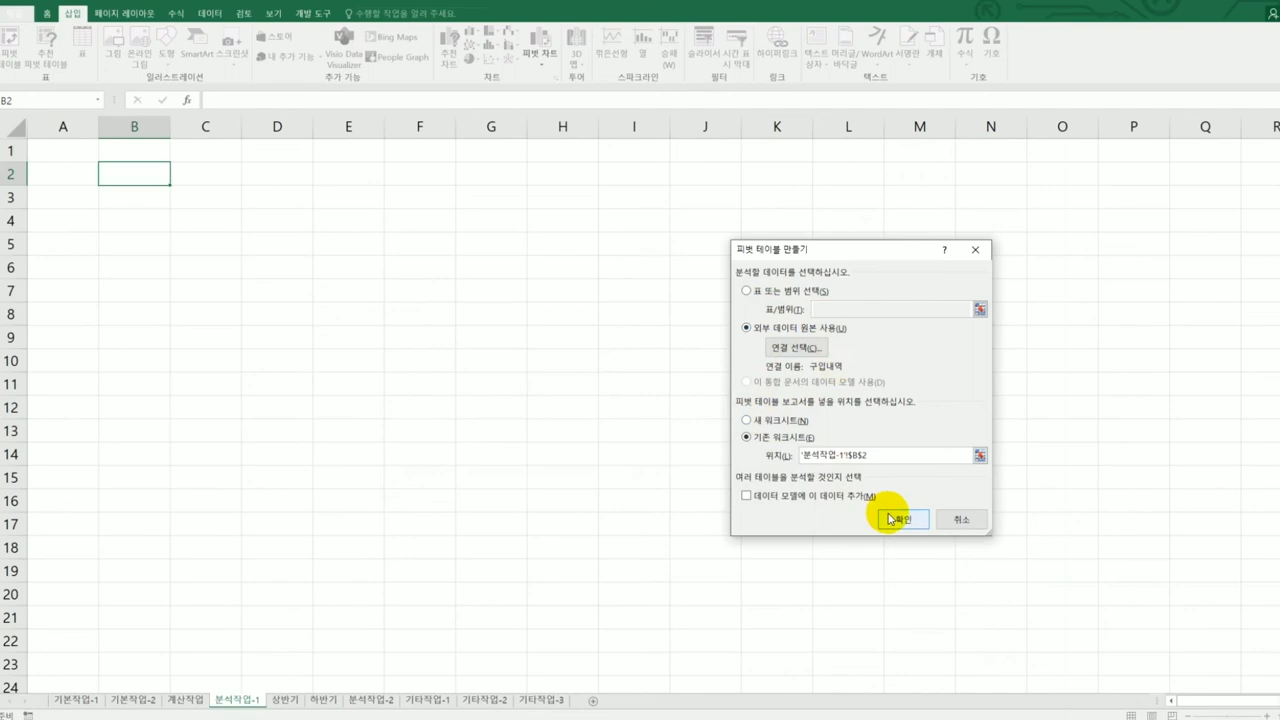 홈 삽입 페이지 레이아웃 수식 데이터 검토 보기 개발 도구 수행할 작업을 알려 주세요.
스토어
내 추가 기능
Bing Maps
People Graph
피벗 추천 표 그림 온라인 도형 SmartArt 스크린샷 Visio Data 추천 피벗 차트 3D 꺾은선형 열 승패 슬라이서 시간 표 하이퍼링크 텍스트 머리글/ WordArt 서명란 개체 수식 기호
테이블 피벗 테이블 그림 Visualizer 차트 맵 (W) 시 막대 상자 바닥글
표 일러스트레이션 추가 기능 차트 투어 스파크라인 필터 링크 텍스트 기호
B2 fx
A B C D E F G H I J K L M N O P Q R
1
2
3
4
5
6
7
8
9
10
11
12
13
14
15
16
17
18
19
20
21
22
23
24
피벗 테이블 만들기 ?
분석할 데이터를 선택하십시오.
표 또는 범위 선택(S)
표/범위(T):
외부 데이터 원본 사용(U)
연결 선택(C)...
연결 이름: 구입내역
이 통합 문서의 데이터 모델 사용(D)
피벗 테이블 보고서를 넣을 위치를 선택하십시오.
새 워크시트(N)
기존 워크시트(E)
위치(L): '분석작업-1'!$B$2
여러 테이블을 분석할 것인지 선택
데이터 모델에 이 데이터 추가(M)
확인 취소
기본작업-1 기본작업-2 계산작업 분석작업-1 상반기 하반기 분석작업-2 기타작업-1 기타작업-2 기타작업-3
준비